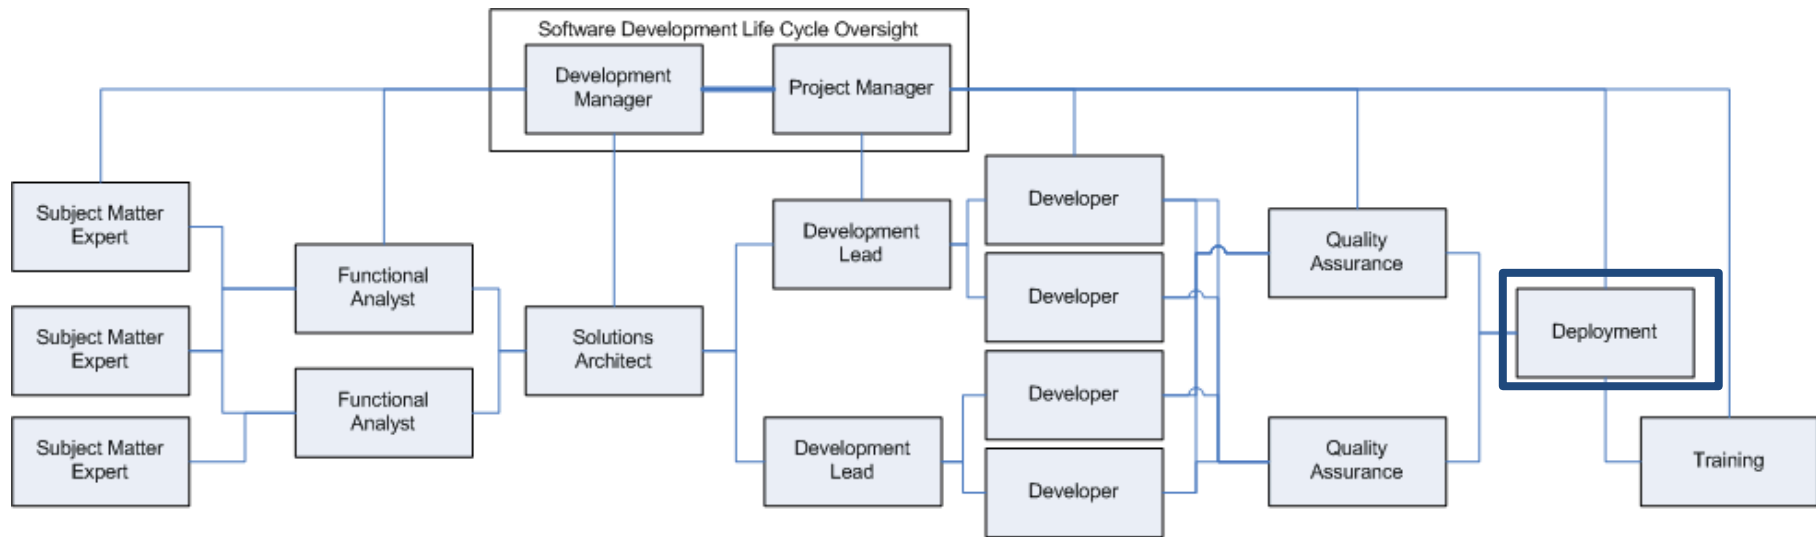 Software Development Life Cycle Oversight
Development
Manager
Project Manager
Subject Matter
Expert
Subject Matter
Expert
Subject Matter
Expert
Functional
Analyst
Functional
Analyst
Solutions
Architect
Development
Lead
Development
Lead
Developer
Developer
Developer
Developer
Quality
Assurance
Quality
Assurance
Deployment
Training